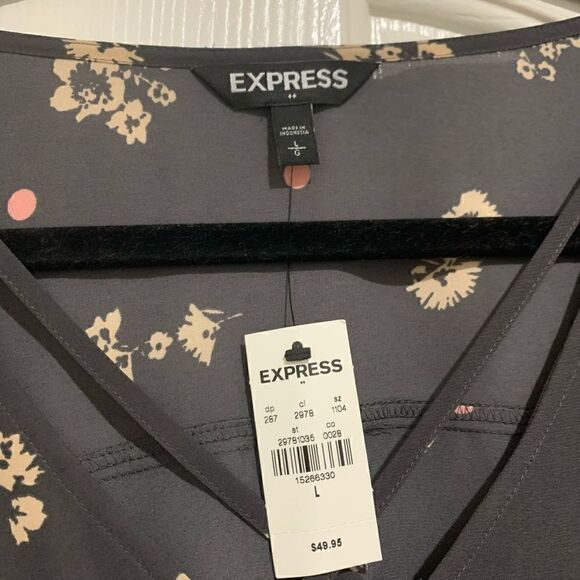 EXPRESS
MADE IN
INDONESIA
L
G
EXPRESS
dp cl sz
287 2978 1104
st co
29781035 0028
15286330
L
$49.95